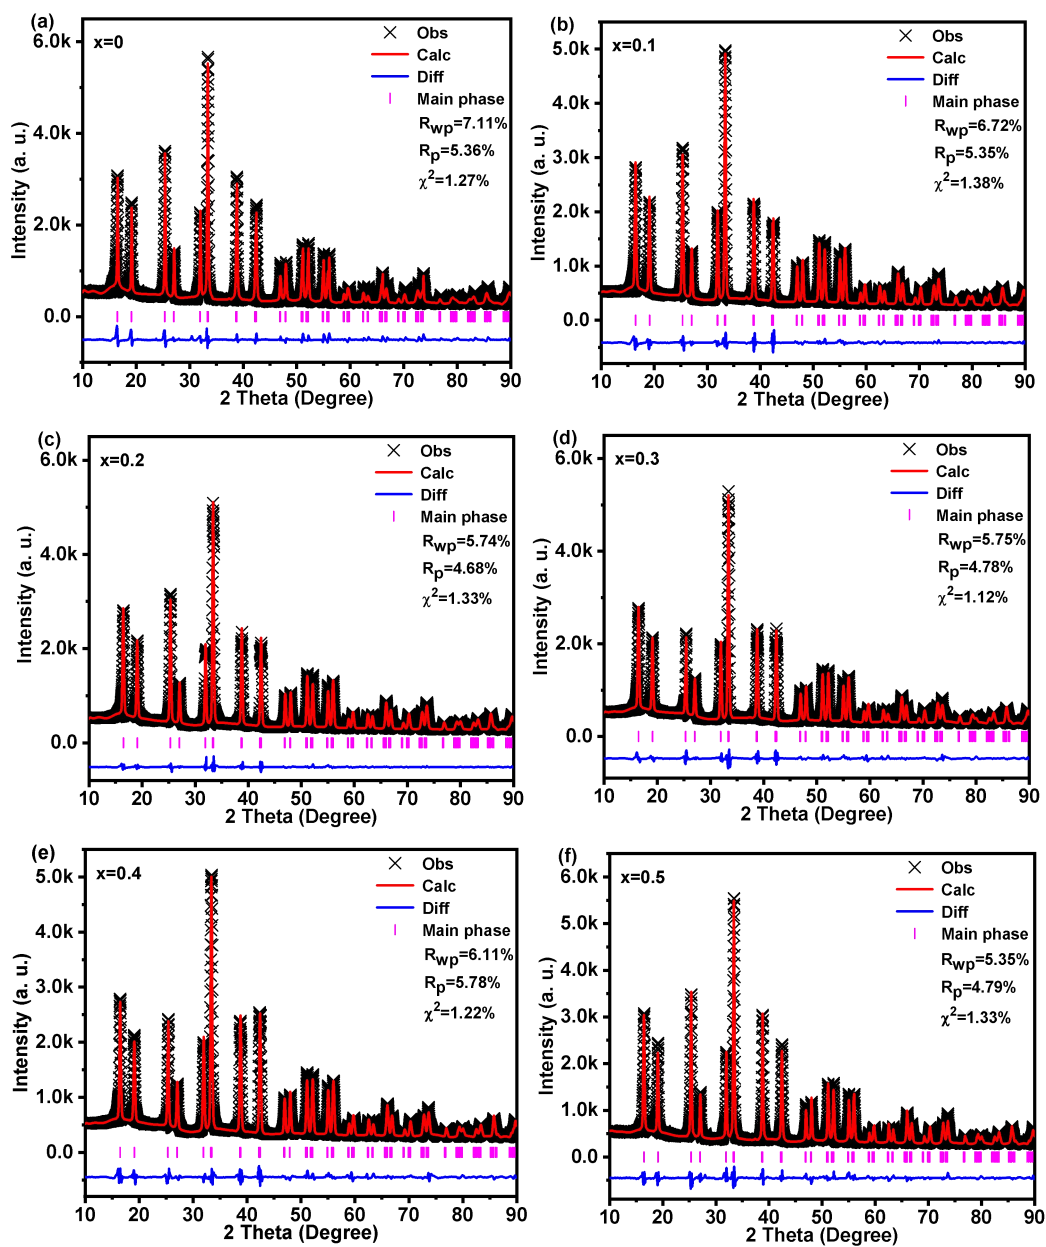 (a)
x=0
Obs
Calc
Diff
Main phase
Rwp=7.11%
Rp=5.36%
χ2=1.27%
6.0k
4.0k
2.0k
0.0
Intensity (a. u.)
10 20 30 40 50 60 70 80 90
2 Theta (Degree)
(b)
x=0.1
Obs
Calc
Diff
Main phase
Rwp=6.72%
Rp=5.35%
χ2=1.38%
5.0k
4.0k
3.0k
2.0k
1.0k
0.0
Intensity (a. u.)
10 20 30 40 50 60 70 80 90
2 Theta (Degree)
(c)
x=0.2
Obs
Calc
Diff
Main phase
Rwp=5.74%
Rp=4.68%
χ2=1.33%
6.0k
4.0k
2.0k
0.0
Intensity (a. u.)
10 20 30 40 50 60 70 80 90
2 Theta (Degree)
(d)
x=0.3
Obs
Calc
Diff
Main phase
Rwp=5.75%
Rp=4.78%
χ2=1.12%
6.0k
4.0k
2.0k
0.0
Intensity (a. u.)
10 20 30 40 50 60 70 80 90
2 Theta (Degree)
(e)
x=0.4
Obs
Calc
Diff
Main phase
Rwp=6.11%
Rp=5.78%
χ2=1.22%
5.0k
4.0k
3.0k
2.0k
1.0k
0.0
Intensity (a. u.)
10 20 30 40 50 60 70 80 90
2 Theta (Degree)
(f)
x=0.5
Obs
Calc
Diff
Main phase
Rwp=5.35%
Rp=4.79%
χ2=1.33%
6.0k
5.0k
4.0k
3.0k
2.0k
1.0k
0.0
Intensity (a. u.)
10 20 30 40 50 60 70 80 90
2 Theta (Degree)